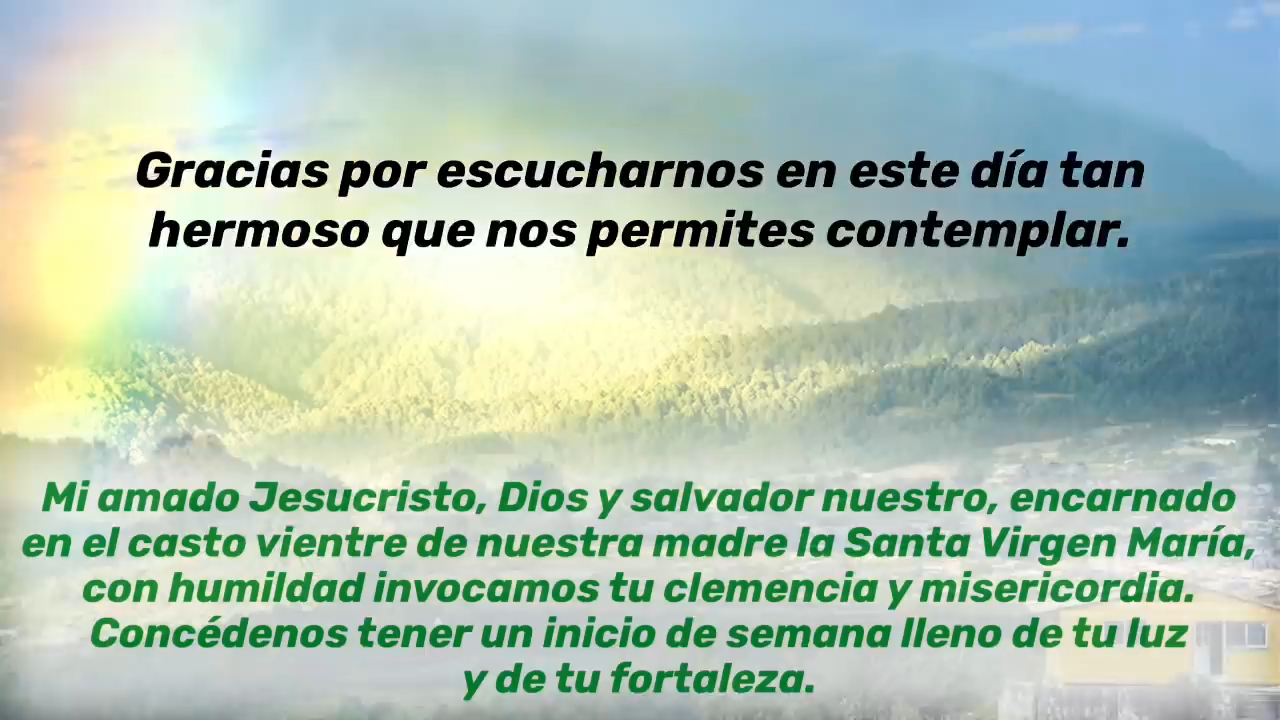 Gracias por escucharnos en este día tan
hermoso que nos permites contemplar.
Mi amado Jesucristo, Dios y salvador nuestro, encarnado
en el casto vientre de nuestra madre la Santa Virgen María,
con humildad invocamos tu clemencia y misericordia.
Concédenos tener un inicio de semana lleno de tu luz
y de tu fortaleza.